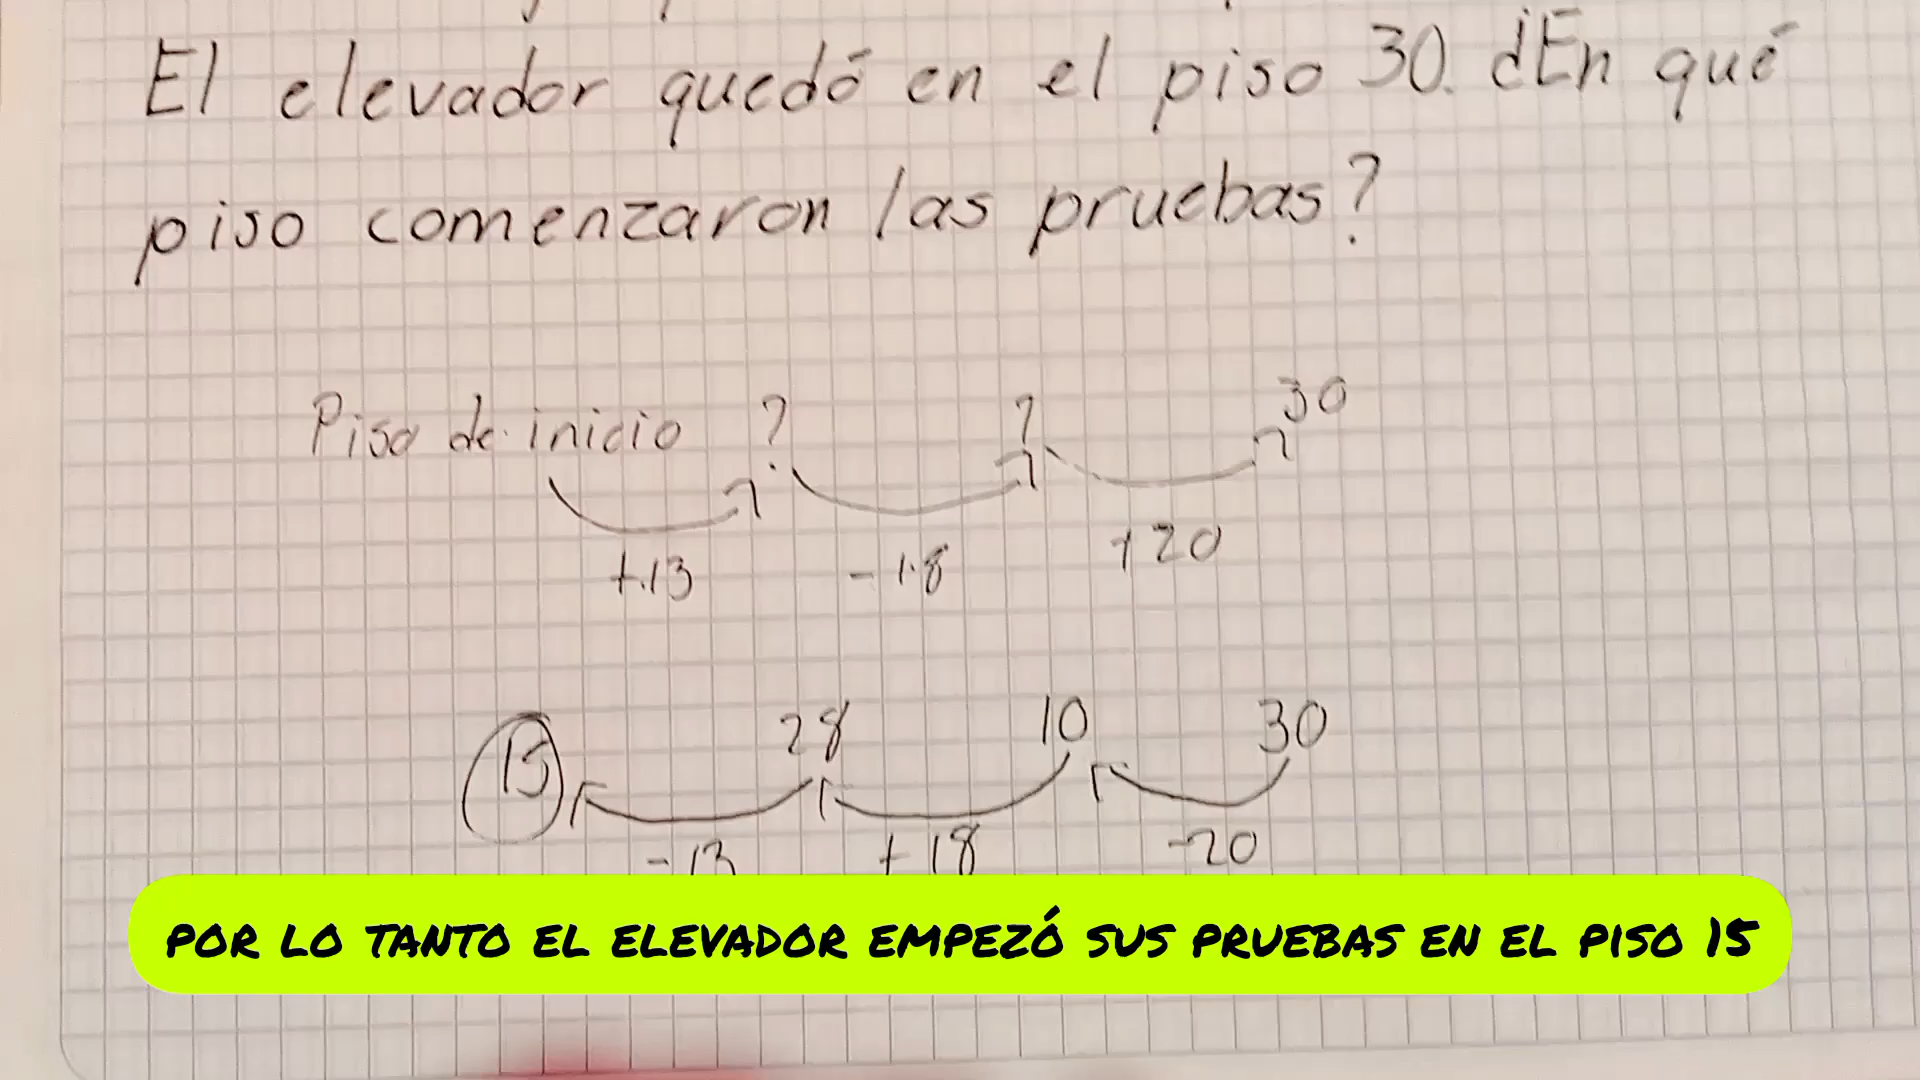 El elevador quedó en el piso 30. ¿En qué
piso comenzaron las pruebas?
Piso de inicio ? ? 30
+13 -18 +20
15 28 10 30
-13 +18 -20
POR LO TANTO EL ELEVADOR EMPEZÓ SUS PRUEBAS EN EL PISO 15